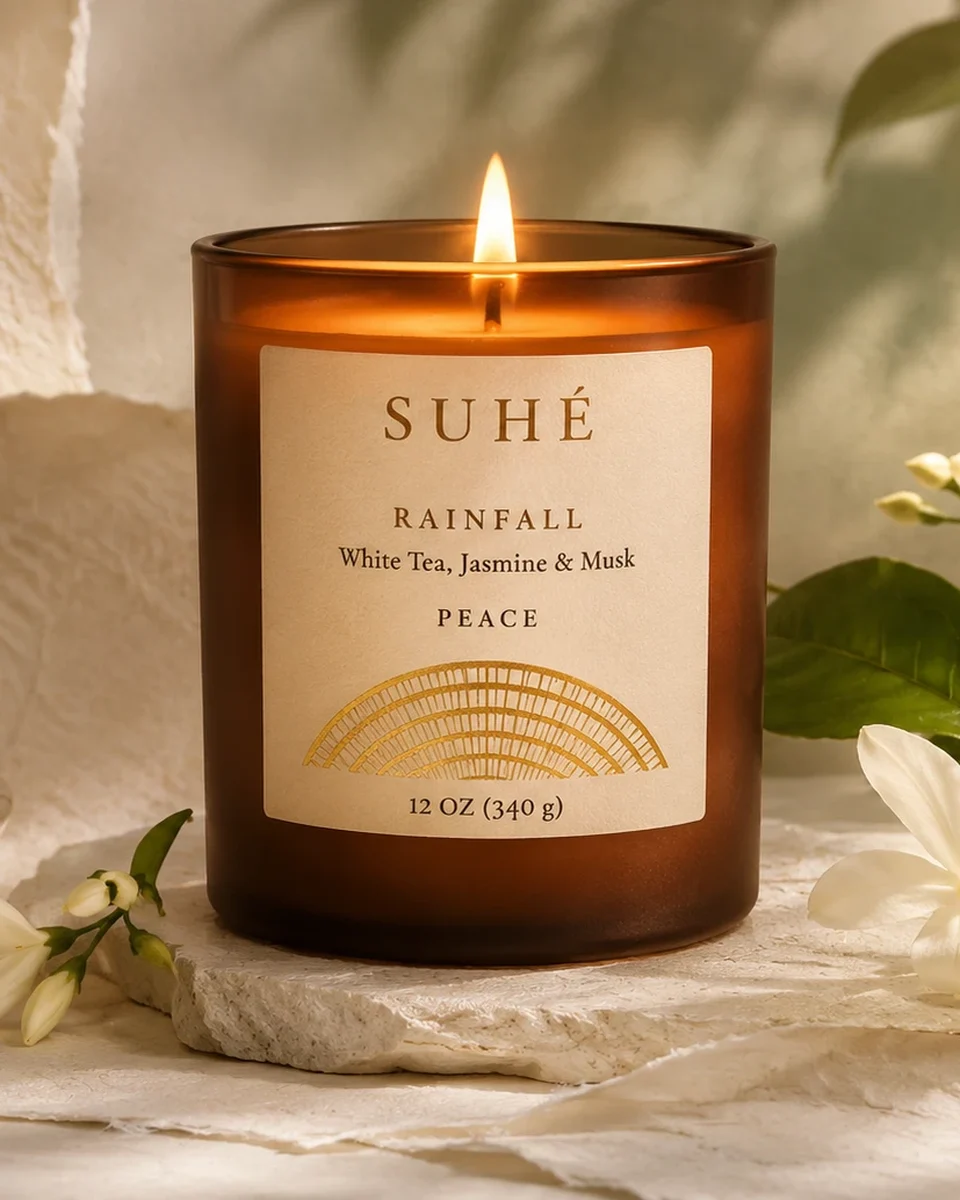 SUHÉ
RAINFALL
White Tea, Jasmine & Musk
PEACE
12 OZ (340 g)